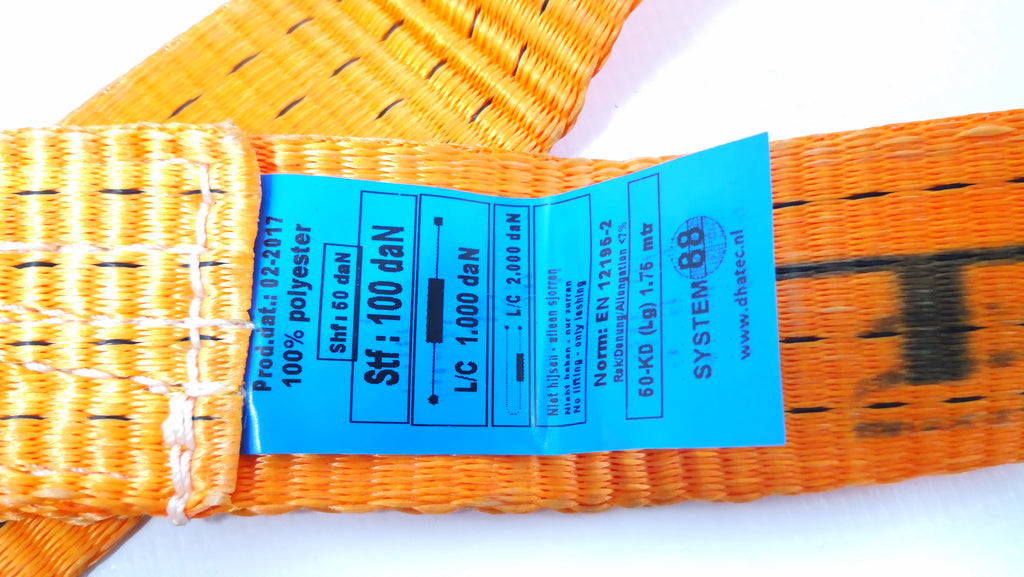 Prod.dat.: 02-2017
100% polyester
Shf: 50 daN
Stf : 100 daN
L/C 1.000 daN
L/C 2.000 daN
Niet hijsen - alleen sjorren
Nicht heben - nur zurren
No lifting - only lashing
Norm: EN 12195-2
Rek/Denung/Allongation <7%
50-KD (Lg) 1.75 mtr
SYSTEM 88
www.dhatec.nl